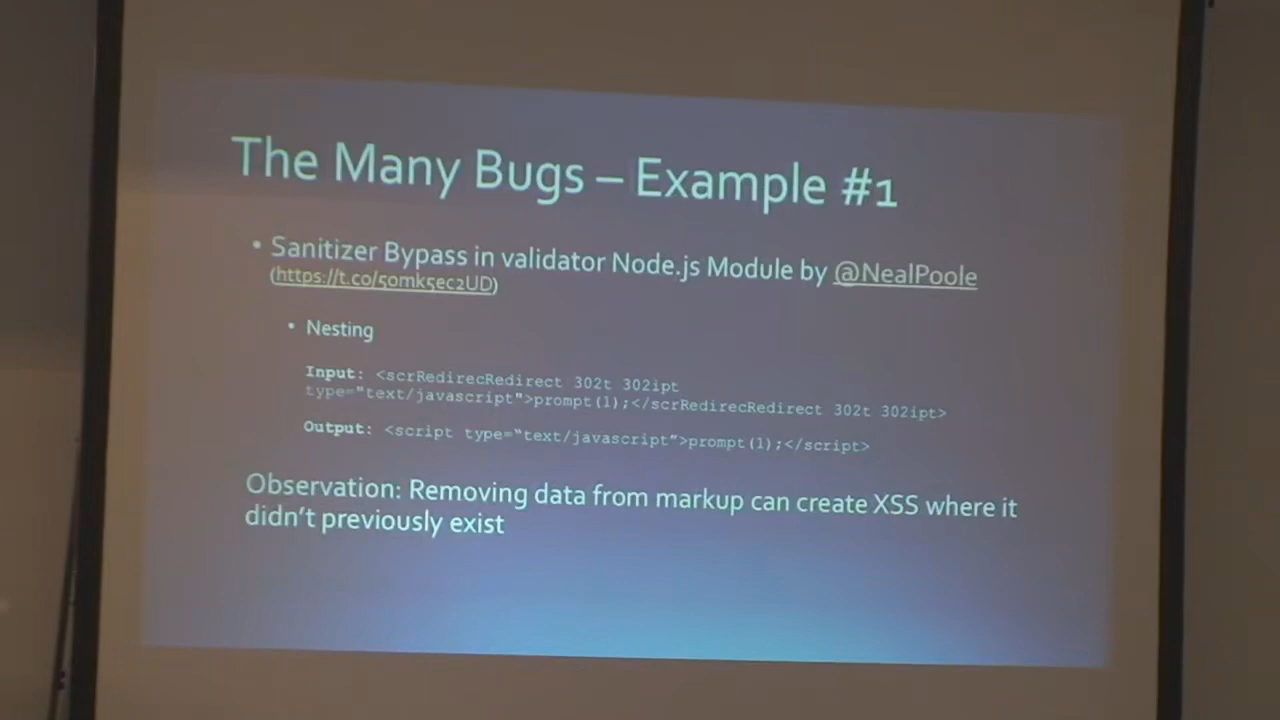 The Many Bugs – Example #1
• Sanitizer Bypass in validator Node.js Module by @NealPoole
(https://t.co/5omk5ec2UD)
• Nesting
Input: <scrRedirecRedirect 302t 302ipt
type="text/javascript">prompt(1);</scrRedirecRedirect 302t 302ipt>
Output: <script type="text/javascript">prompt(1);</script>
Observation: Removing data from markup can create XSS where it
didn't previously exist